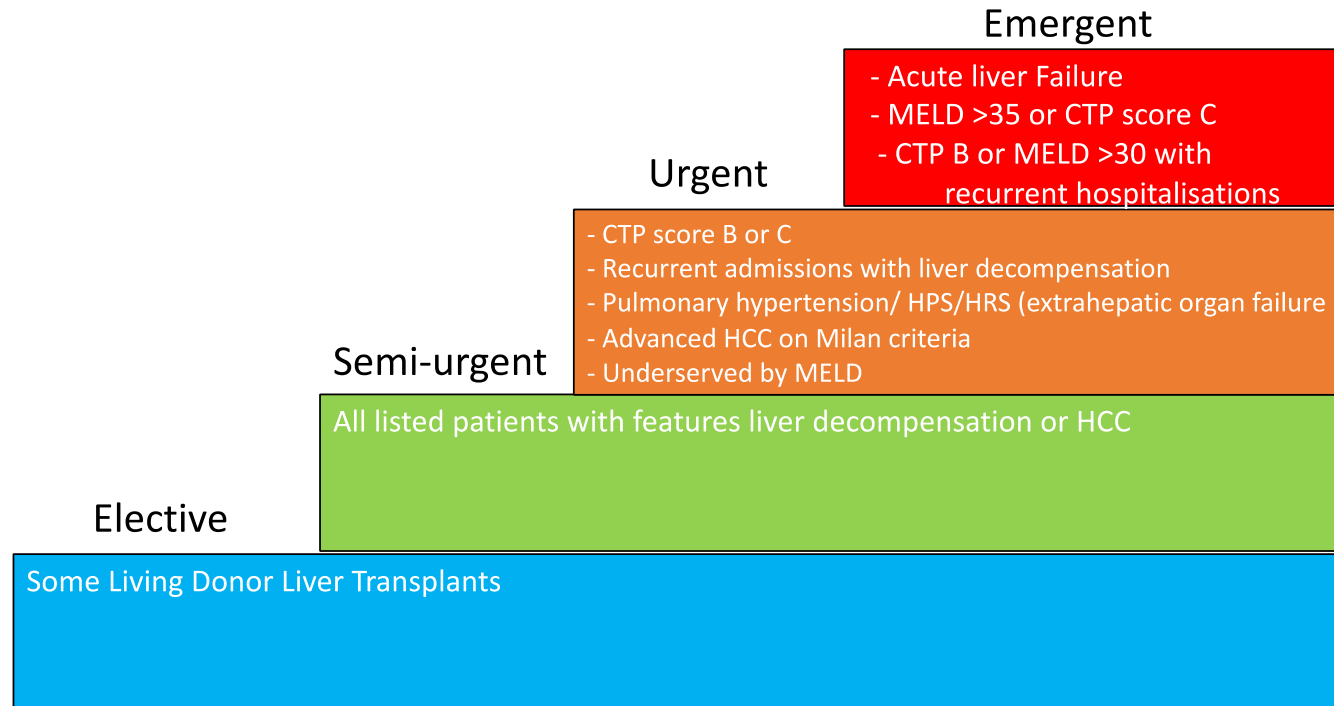 Emergent
- Acute liver Failure
- MELD >35 or CTP score C
- CTP B or MELD >30 with
recurrent hospitalisations
Urgent
- CTP score B or C
- Recurrent admissions with liver decompensation
- Pulmonary hypertension/ HPS/HRS (extrahepatic organ failure
- Advanced HCC on Milan criteria
- Underserved by MELD
Semi-urgent
All listed patients with features liver decompensation or HCC
Elective
Some Living Donor Liver Transplants